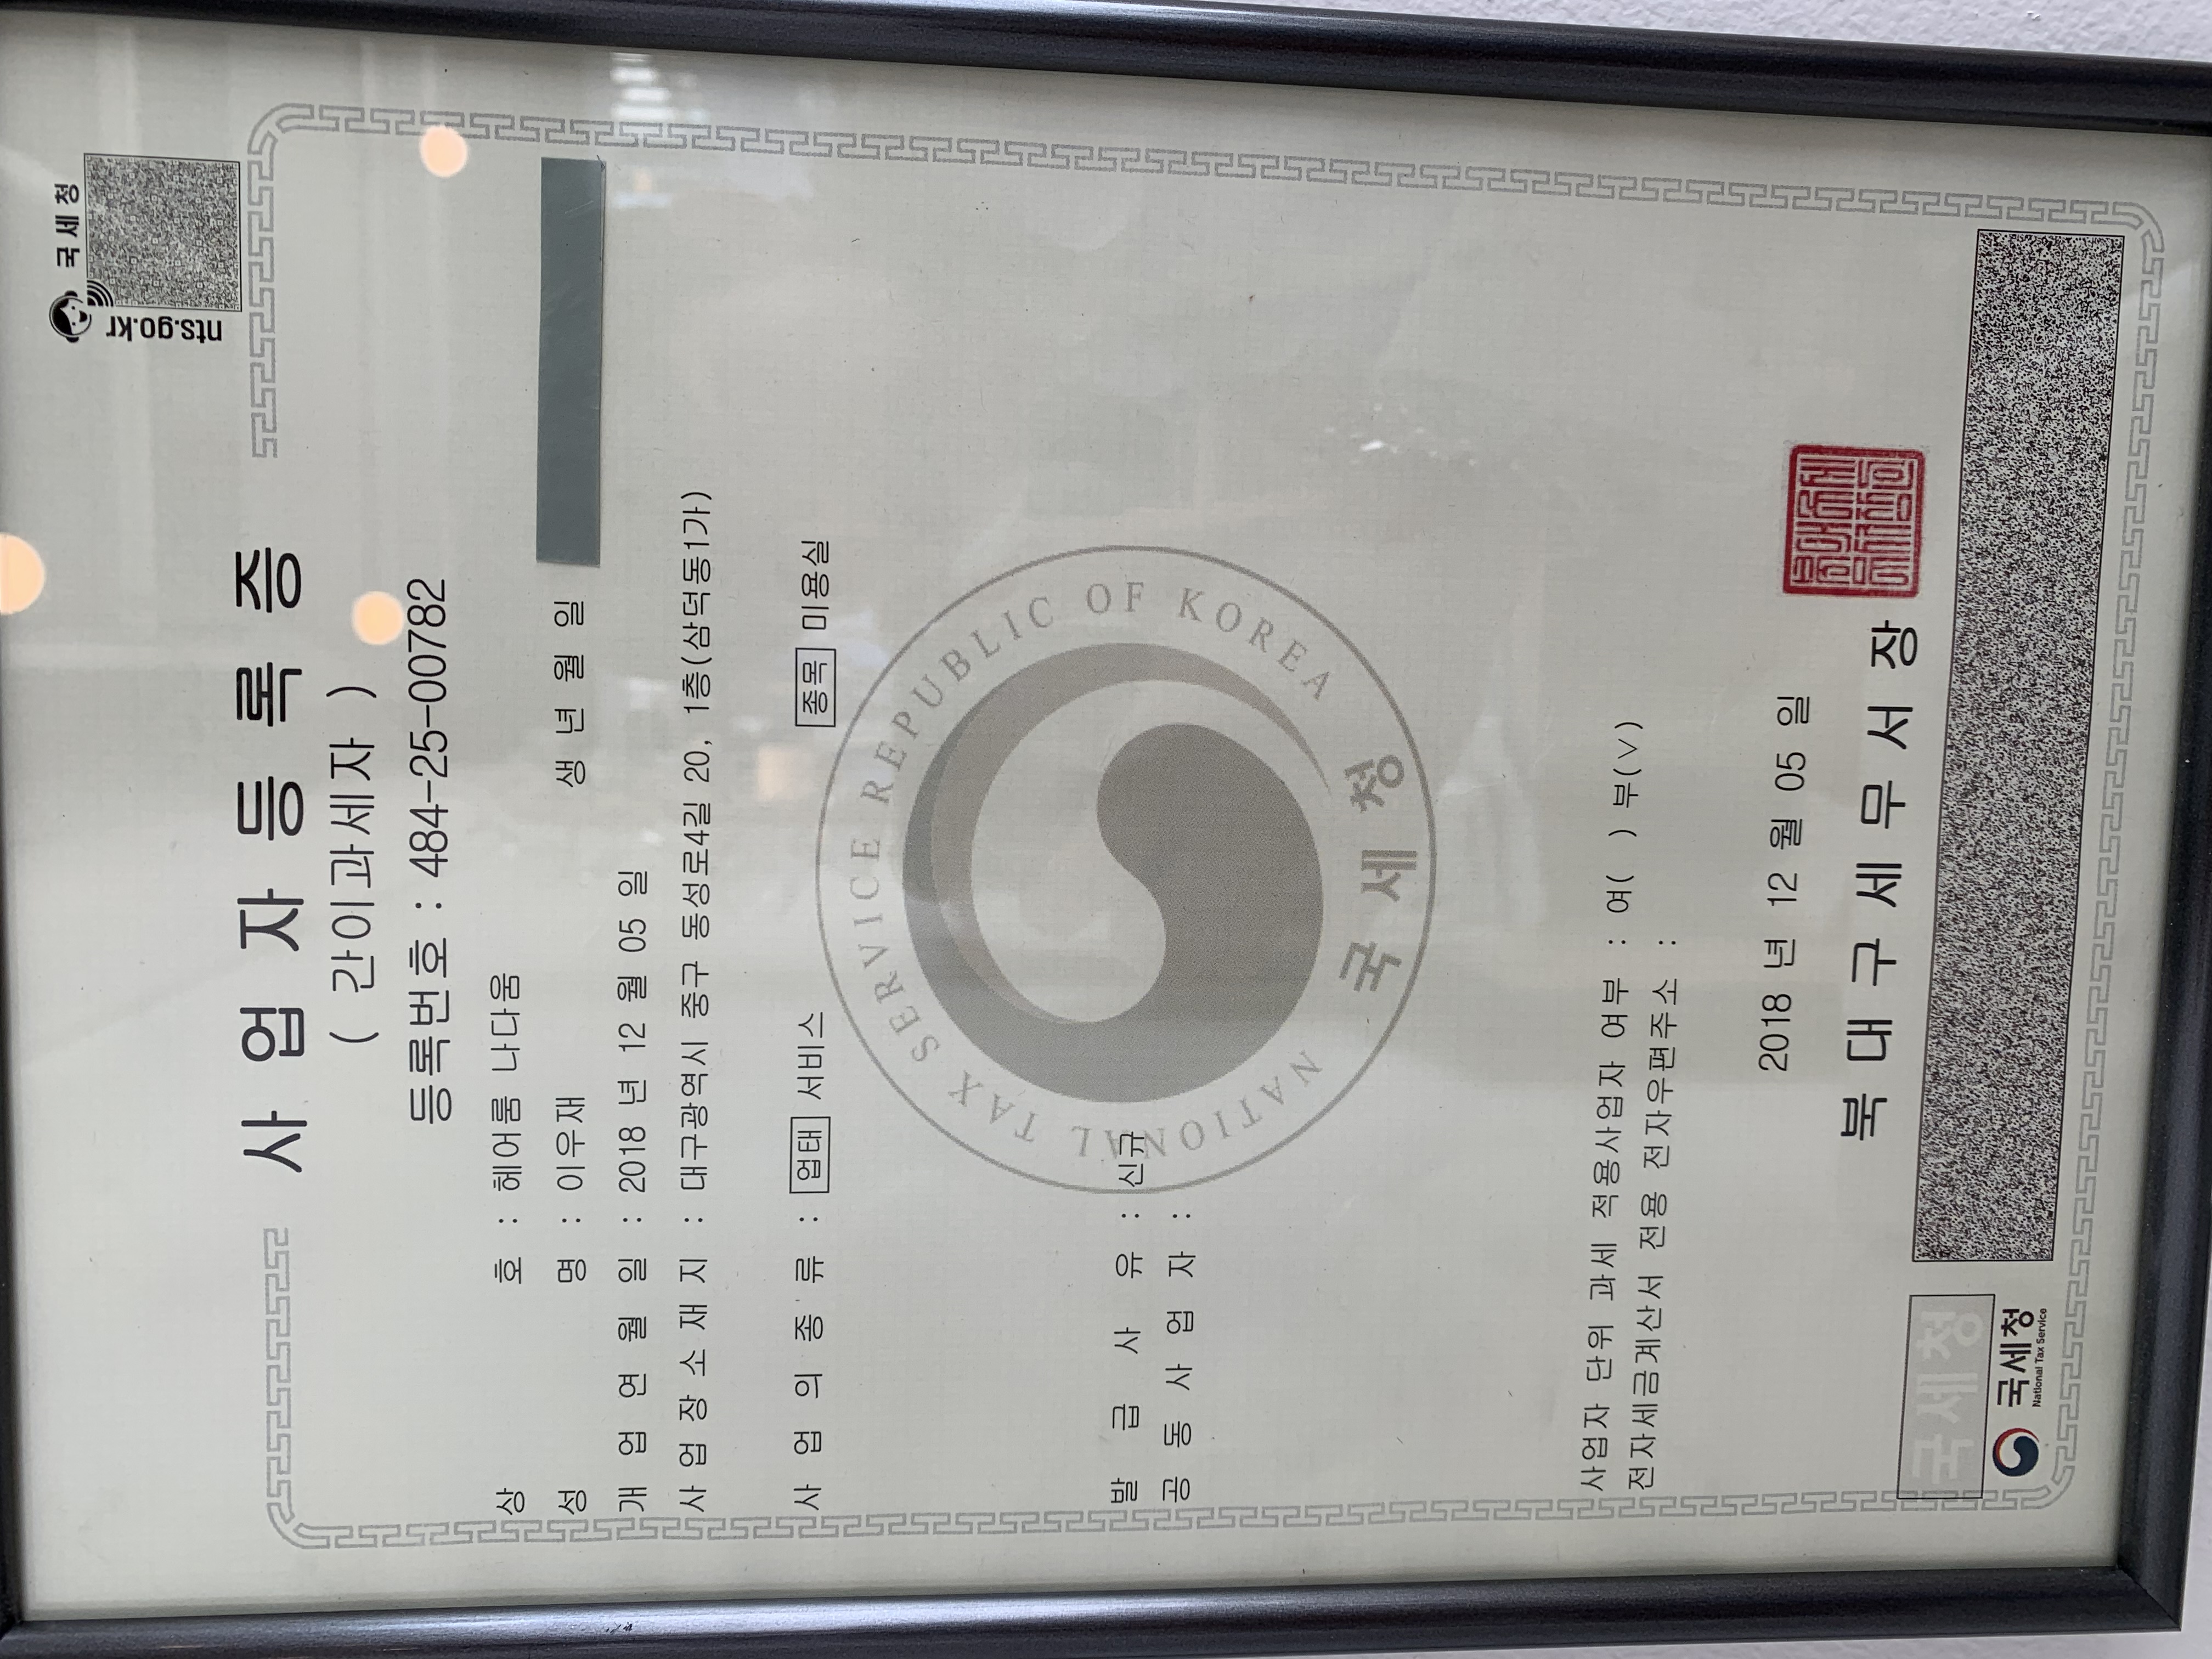 국세청
nts.go.kr
사업자등록증
( 간이과세자 )
등록번호 : 484-25-00782
상 호 : 헤어룸 나다움
성 명 : 이우재 생 년 월 일
개 업 연 월 일 : 2018 년 12 월 05 일
사 업 장 소 재 지 : 대구광역시 중구 동성로4길 20, 1층(삼덕동1가)
사 업 의 종 류 : 업태 서비스 종목 미용실
NATIONAL TAX SERVICE REPUBLIC OF KOREA
국세청
발 급 사 유 : 신규
공 동 사 업 자 :
사업자 단위 과세 적용사업자 여부 : 여( ) 부(∨)
전자세금계산서 전용 전자우편주소 :
2018 년 12 월 05 일
북 대 구 세 무 서 장
국세청
국세청
National Tax Service